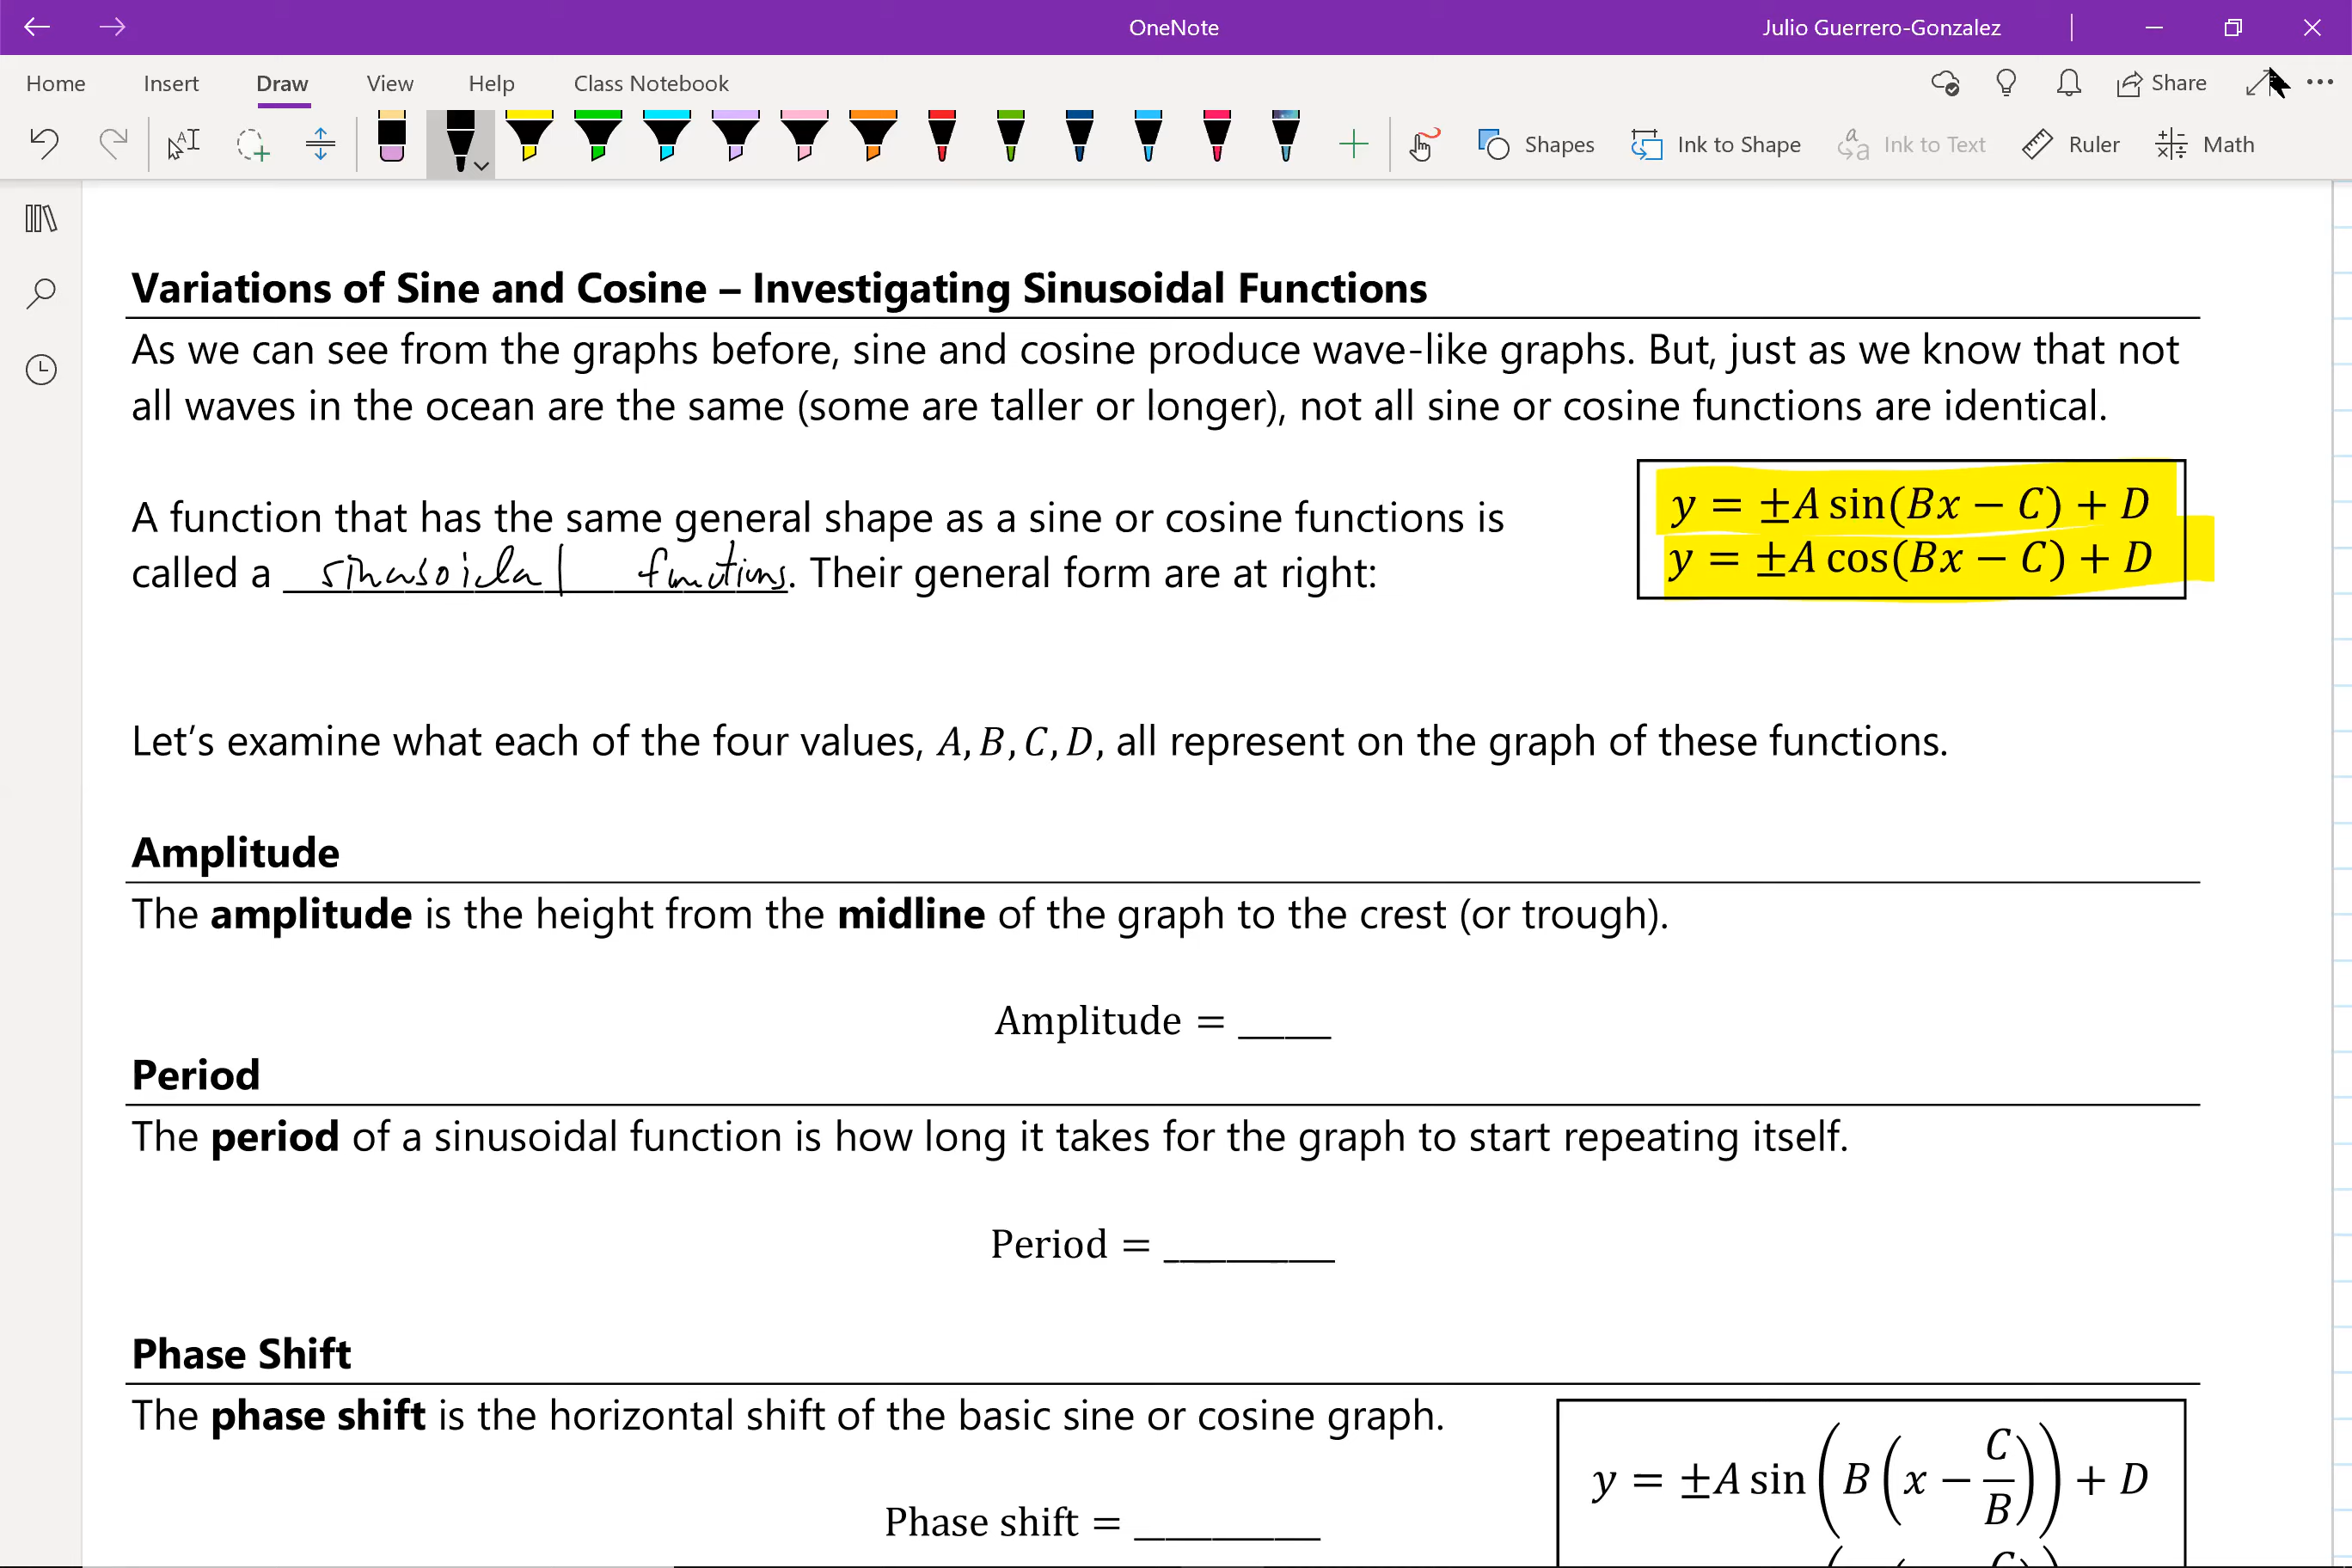 OneNote
Julio Guerrero-Gonzalez
Home Insert Draw View Help Class Notebook
Share
Shapes Ink to Shape Ink to Text Ruler Math
Variations of Sine and Cosine – Investigating Sinusoidal Functions
As we can see from the graphs before, sine and cosine produce wave-like graphs. But, just as we know that not
all waves in the ocean are the same (some are taller or longer), not all sine or cosine functions are identical.
A function that has the same general shape as a sine or cosine functions is
called a sinusoidal functions. Their general form are at right:
y = ±A sin(Bx − C) + D
y = ±A cos(Bx − C) + D
Let’s examine what each of the four values, A, B, C, D, all represent on the graph of these functions.
Amplitude
The amplitude is the height from the midline of the graph to the crest (or trough).
Amplitude = _____
Period
The period of a sinusoidal function is how long it takes for the graph to start repeating itself.
Period = _________
Phase Shift
The phase shift is the horizontal shift of the basic sine or cosine graph.
Phase shift = __________
y = ±A sin(B(x − C/B)) + D